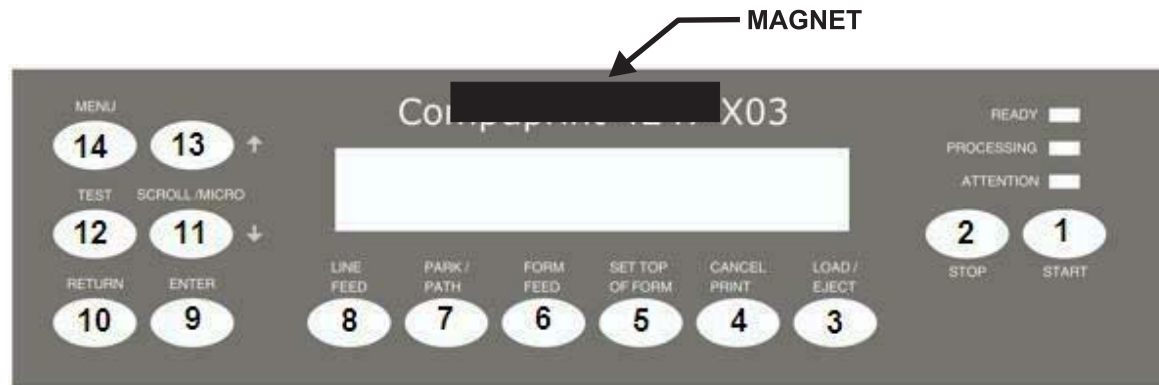 MAGNET
X03
MENU
READY
14 13
PROCESSING
ATTENTION
TEST SCROLL/MICRO
12 11
2 1
LINE FEED
PARK / PATH
FORM FEED
SET TOP OF FORM
CANCEL PRINT
LOAD / EJECT
STOP START
RETURN ENTER
10 9
8 7 6 5 4 3